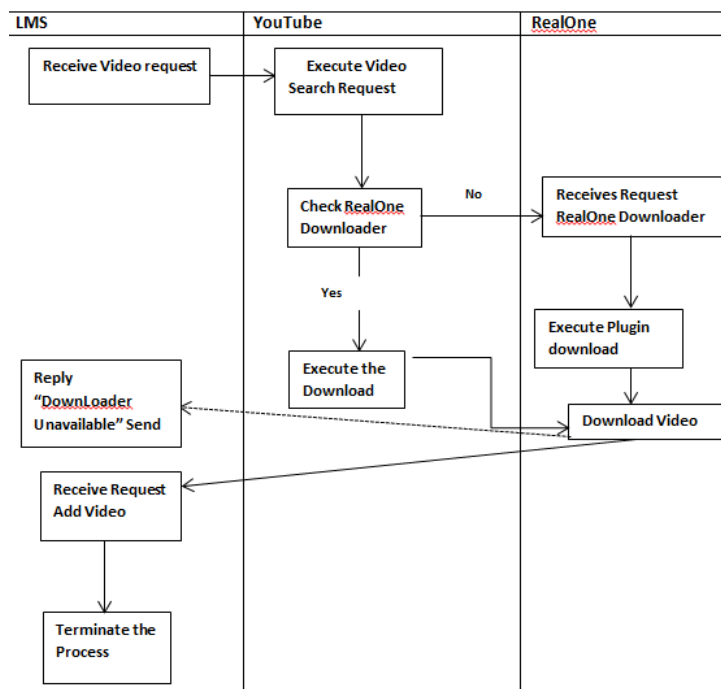 LMS
YouTube
RealOne
Receive Video request
Execute Video
Search Request
Check RealOne
Downloader
No
Receives Request
RealOne Downloader
Yes
Execute Plugin
download
Execute the
Download
Reply
“DownLoader
Unavailable” Send
Download Video
Receive Request
Add Video
Terminate the
Process